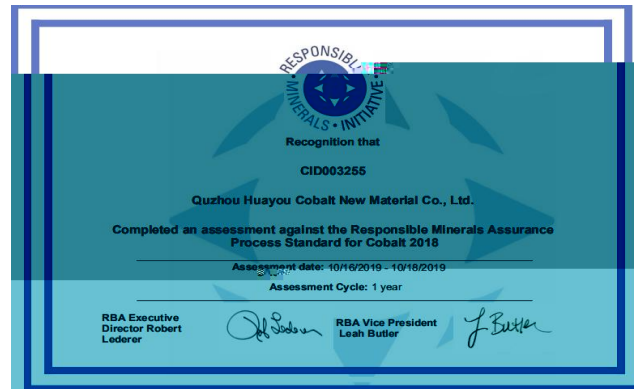 RESPONSIBLE
MINERALS • INITIATIVE •
Recognition that
CID003255
Quzhou Huayou Cobalt New Material Co., Ltd.
Completed an assessment against the Responsible Minerals Assurance
Process Standard for Cobalt 2018
Assessment date: 10/16/2019 - 10/18/2019
Assessment Cycle: 1 year
RBA Executive
Director Robert
Lederer
RBA Vice President
Leah Butler